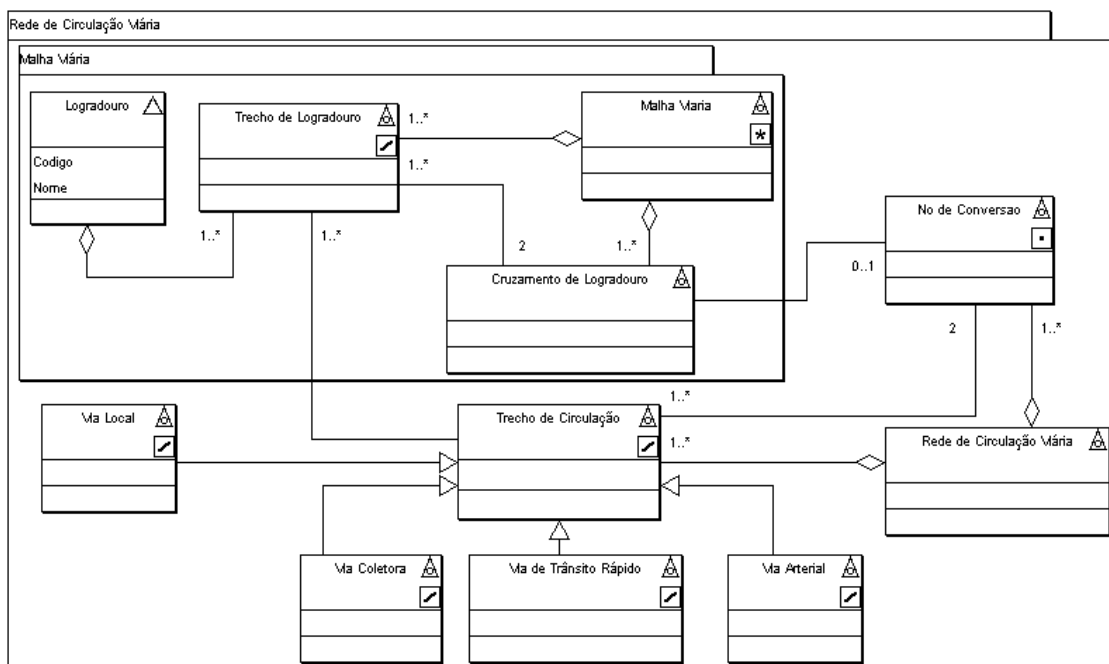 Rede de Circulação Viária
Malha Viária
Logradouro
Codigo
Nome
Trecho de Logradouro
1..*
1..*
Malha Viaria
1..*
1..*
2
1..*
Cruzamento de Logradouro
No de Conversao
0..1
2
1..*
Via Local
Trecho de Circulação
1..*
1..*
Rede de Circulação Viária
Via Coletora
Via de Trânsito Rápido
Via Arterial